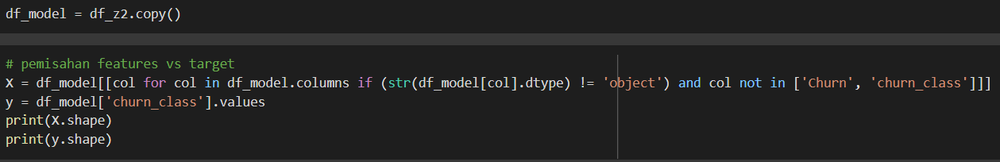 df_model = df_z2.copy()
# pemisahan features vs target
X = df_model[[col for col in df_model.columns if (str(df_model[col].dtype) != 'object') and col not in ['Churn', 'churn_class']]]
y = df_model['churn_class'].values
print(X.shape)
print(y.shape)